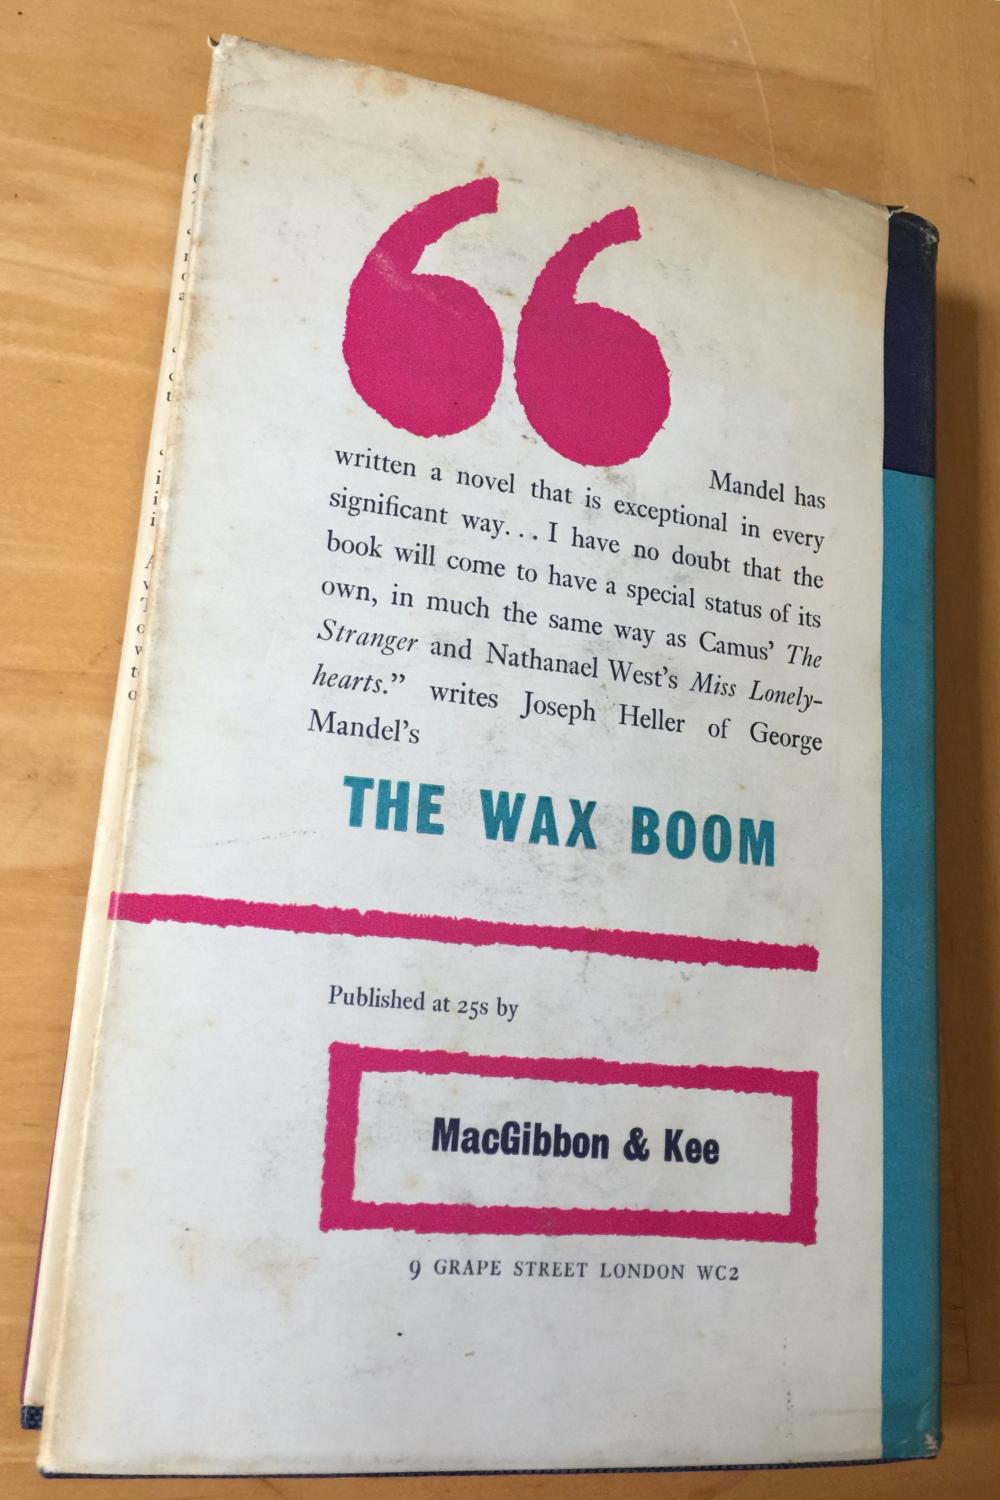 “ Mandel has
written a novel that is exceptional in every
significant way... I have no doubt that the
book will come to have a special status of its
own, in much the same way as Camus’ The
Stranger and Nathanael West’s Miss Lonely-
hearts.” writes Joseph Heller of George
Mandel’s
THE WAX BOOM
Published at 25s by
MacGibbon & Kee
9 GRAPE STREET LONDON WC2